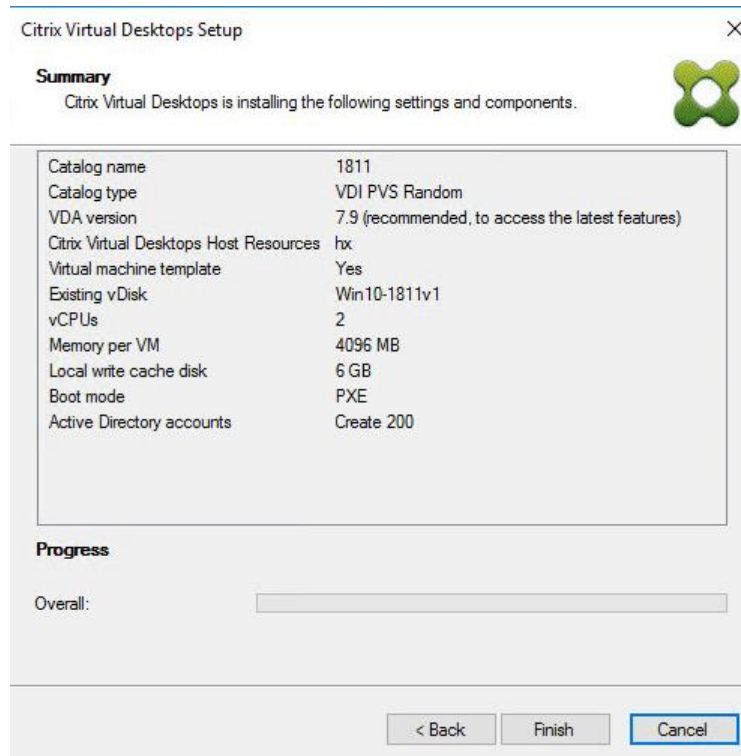 Citrix Virtual Desktops Setup
Summary
Citrix Virtual Desktops is installing the following settings and components.
Catalog name 1811
Catalog type VDI PVS Random
VDA version 7.9 (recommended, to access the latest features)
Citrix Virtual Desktops Host Resources hx
Virtual machine template Yes
Existing vDisk Win10-1811v1
vCPUs 2
Memory per VM 4096 MB
Local write cache disk 6 GB
Boot mode PXE
Active Directory accounts Create 200
Progress
Overall:
< Back Finish Cancel